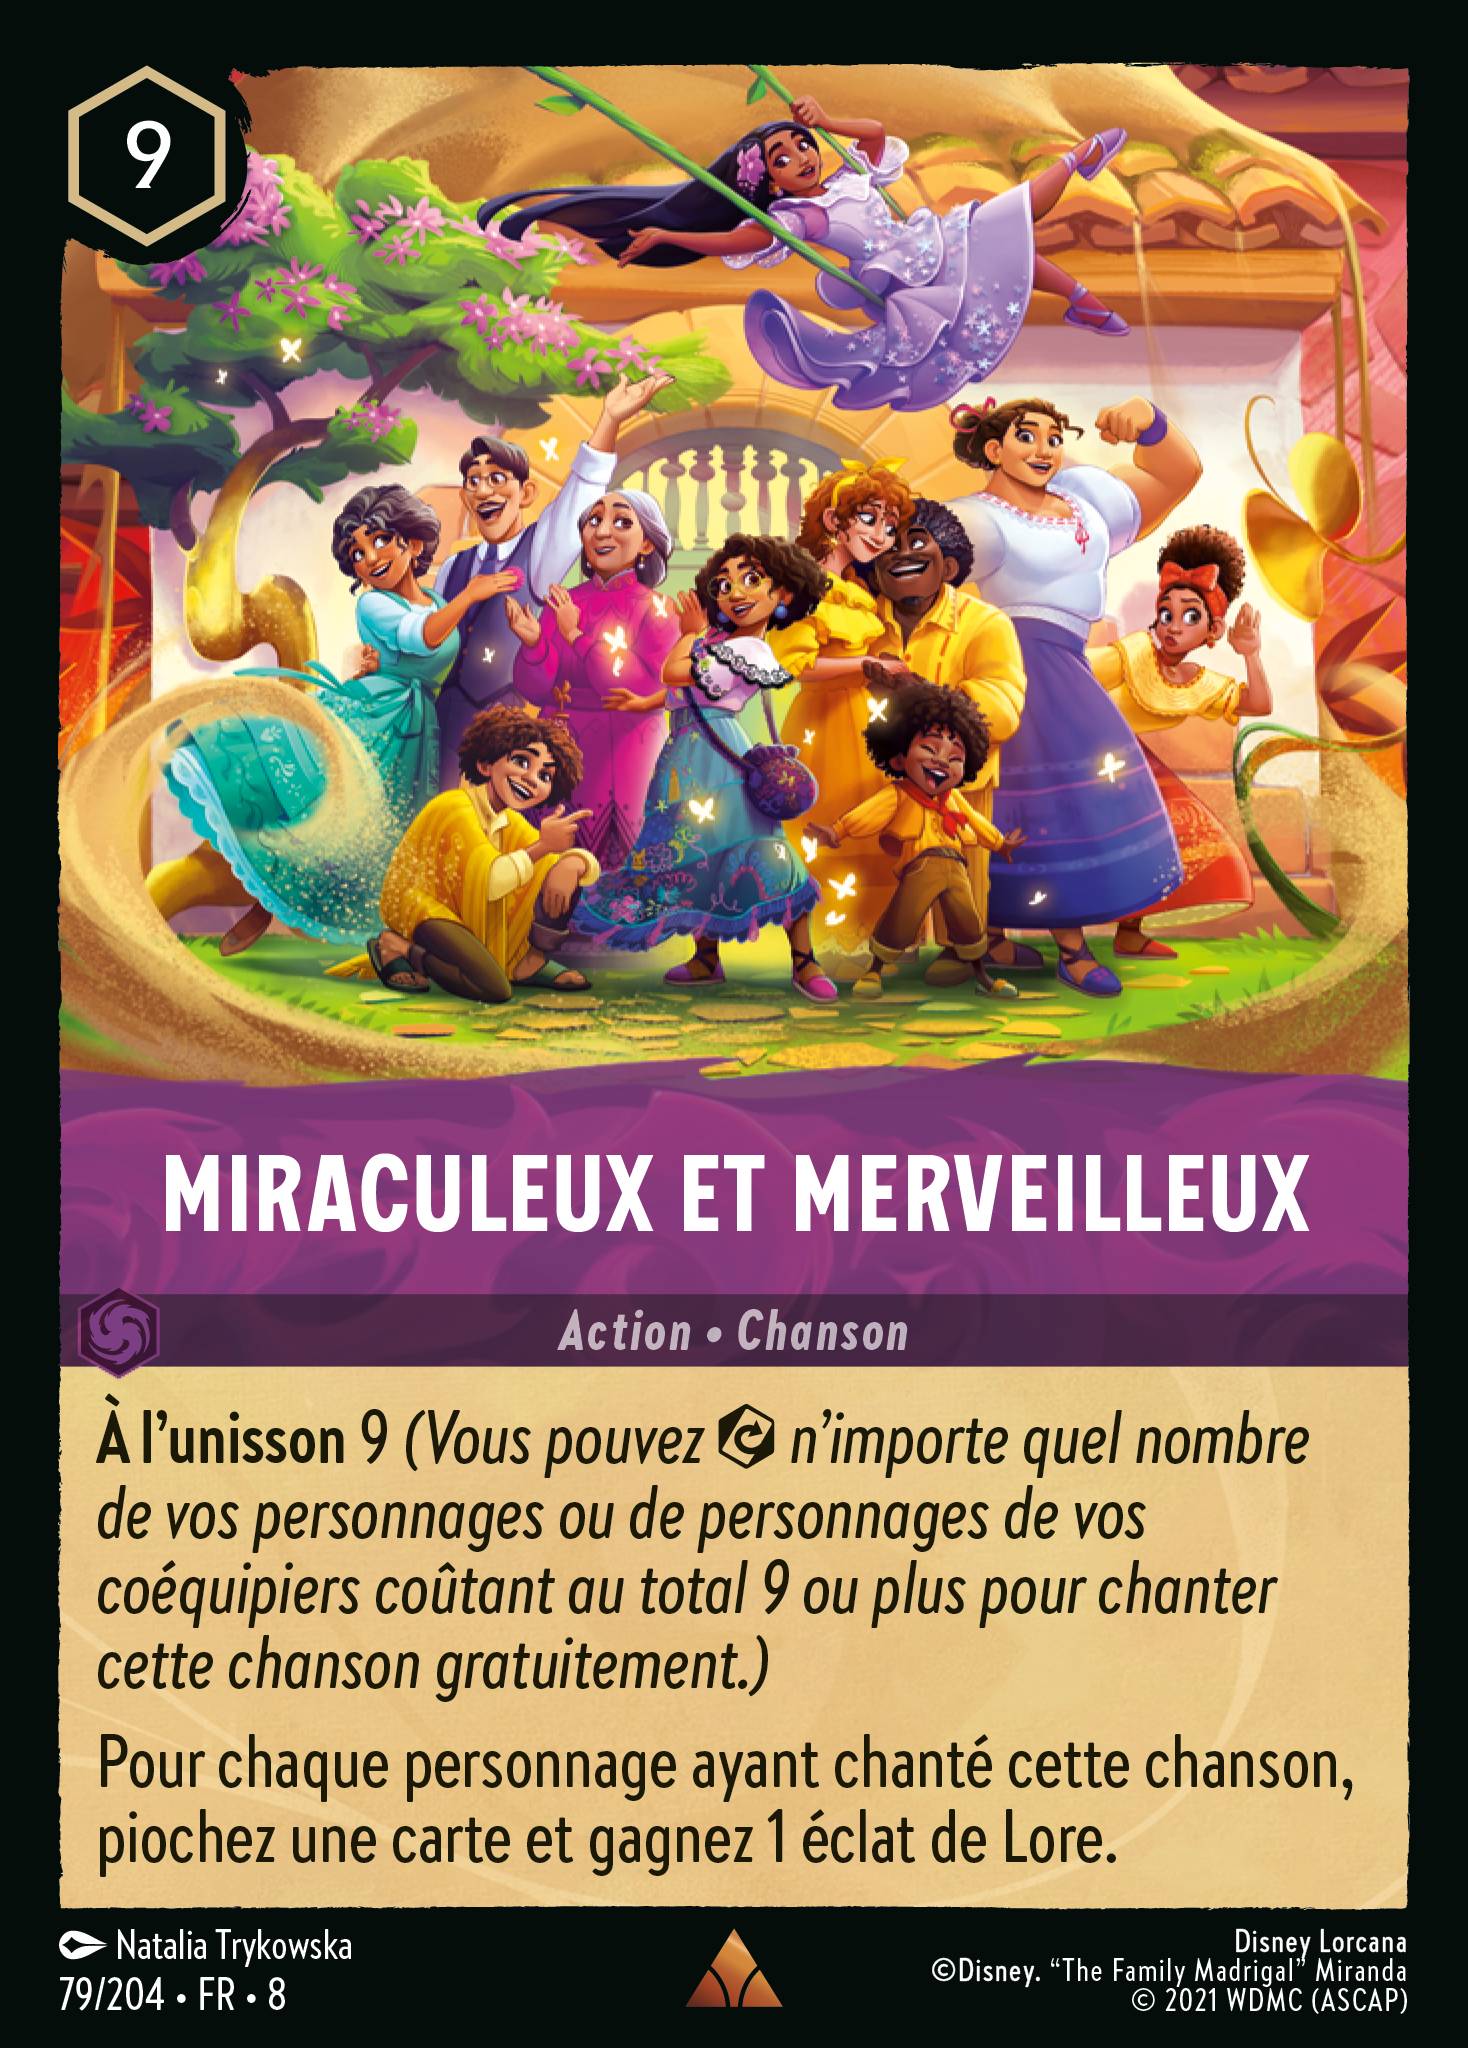 9
MIRACULEUX ET MERVEILLEUX
Action • Chanson
À l’unisson 9 (Vous pouvez n’importe quel nombre
de vos personnages ou de personnages de vos
coéquipiers coûtant au total 9 ou plus pour chanter
cette chanson gratuitement.)
Pour chaque personnage ayant chanté cette chanson,
piochez une carte et gagnez 1 éclat de Lore.
Natalia Trykowska
79/204 • FR • 8
Disney Lorcana
©Disney. “The Family Madrigal” Miranda
© 2021 WDMC (ASCAP)